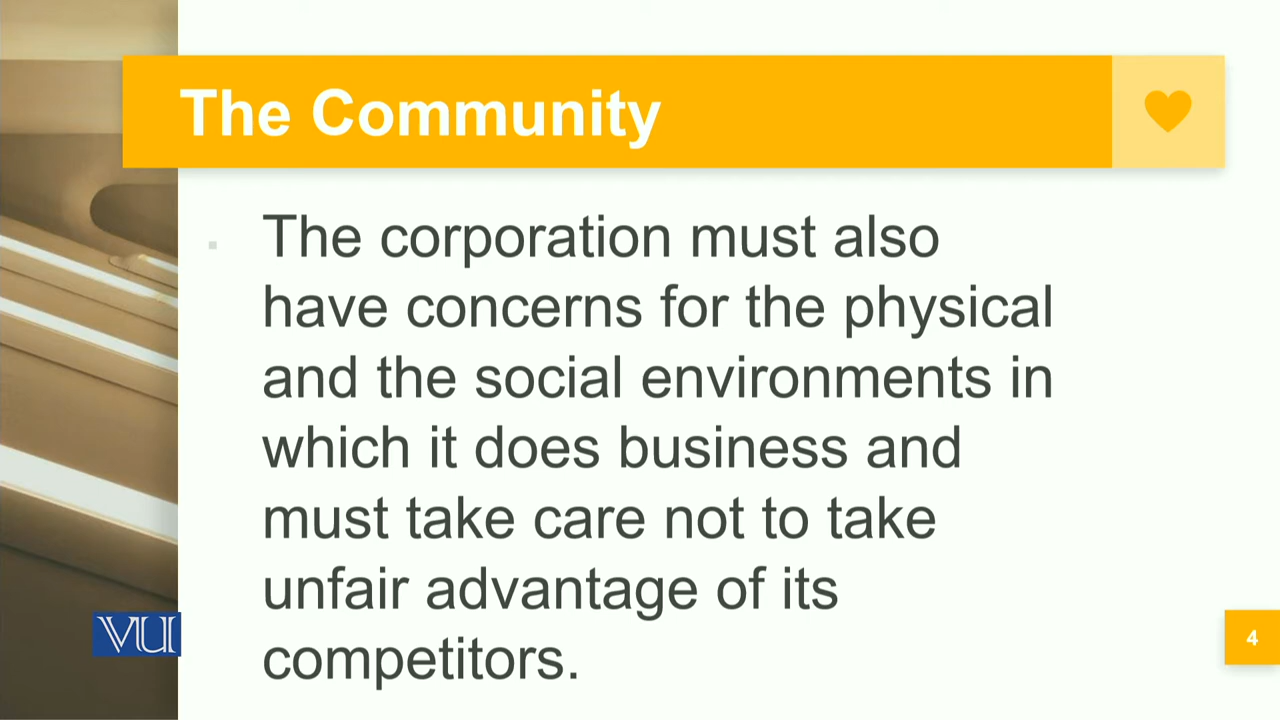 The Community
The corporation must also
have concerns for the physical
and the social environments in
which it does business and
must take care not to take
unfair advantage of its
competitors.
VU
4